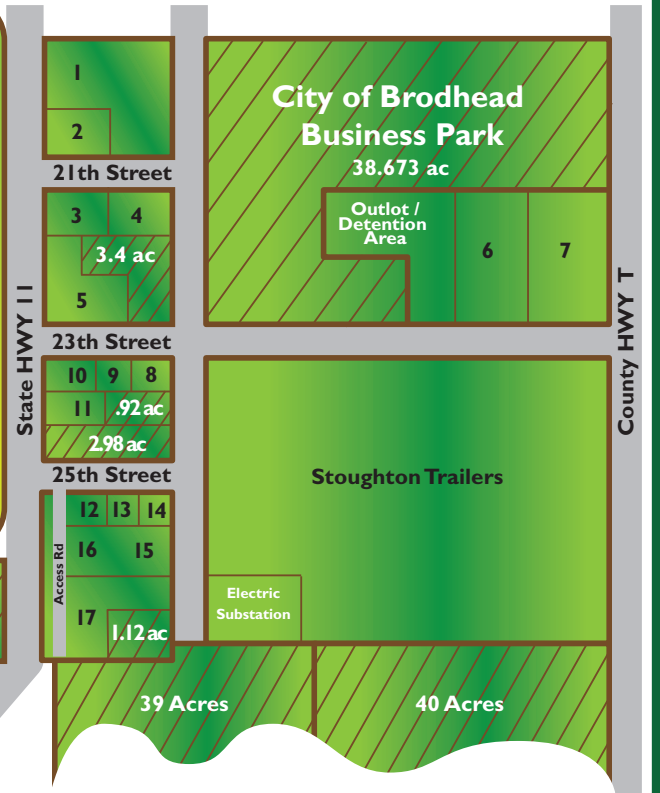 1
2
City of Brodhead
Business Park
38.673 ac
21th Street
3
4
3.4 ac
5
Outlot /
Detention
Area
6
7
State HWY 11
County HWY T
23th Street
10
9
8
11
.92 ac
2.98 ac
25th Street
Stoughton Trailers
12
13
14
16
15
Access Rd
17
1.12 ac
Electric
Substation
39 Acres
40 Acres